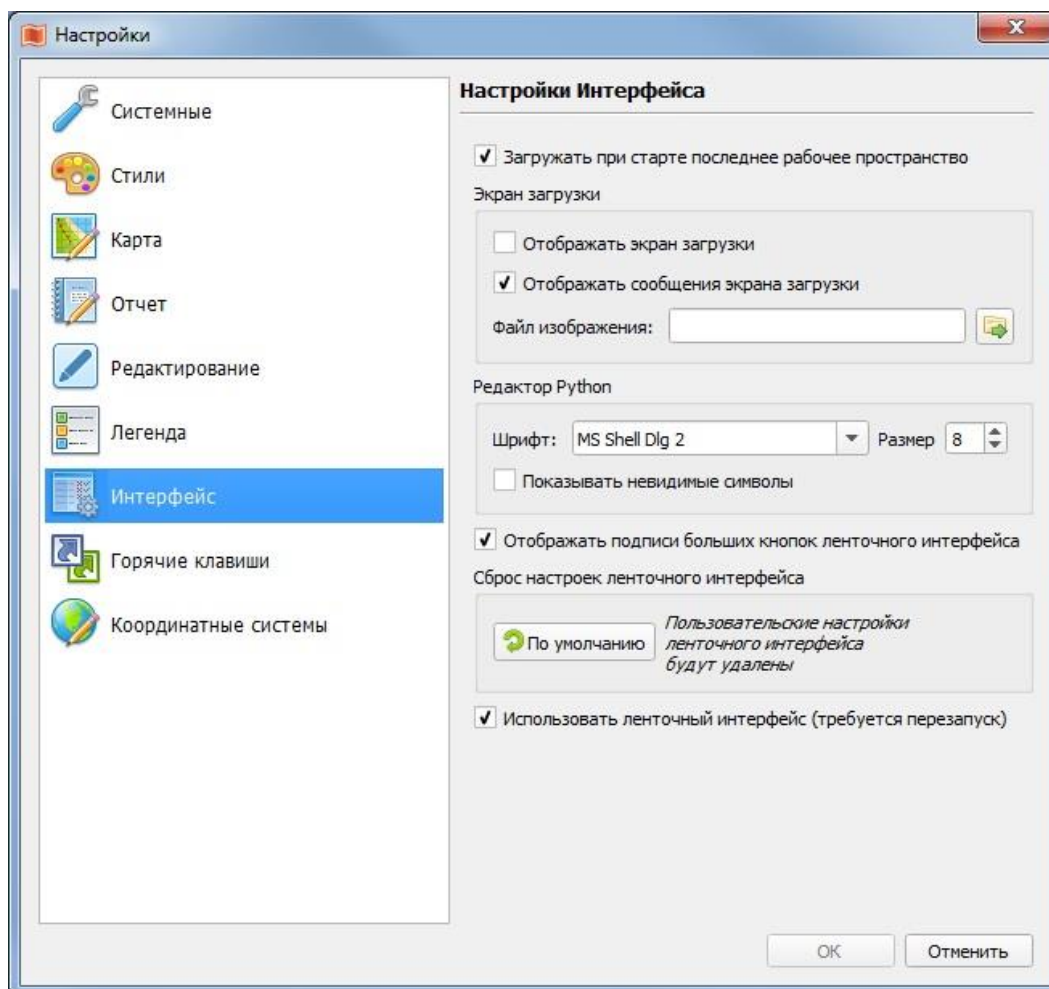 Настройки
Системные
Стили
Карта
Отчет
Редактирование
Легенда
Интерфейс
Горячие клавиши
Координатные системы
Настройки Интерфейса
Загружать при старте последнее рабочее пространство
Экран загрузки
Отображать экран загрузки
Отображать сообщения экрана загрузки
Файл изображения:
Редактор Python
Шрифт: MS Shell Dlg 2 Размер 8
Показывать невидимые символы
Отображать подписи больших кнопок ленточного интерфейса
Сброс настроек ленточного интерфейса
По умолчанию
Пользовательские настройки
ленточного интерфейса
будут удалены
Использовать ленточный интерфейс (требуется перезапуск)
OK Отменить